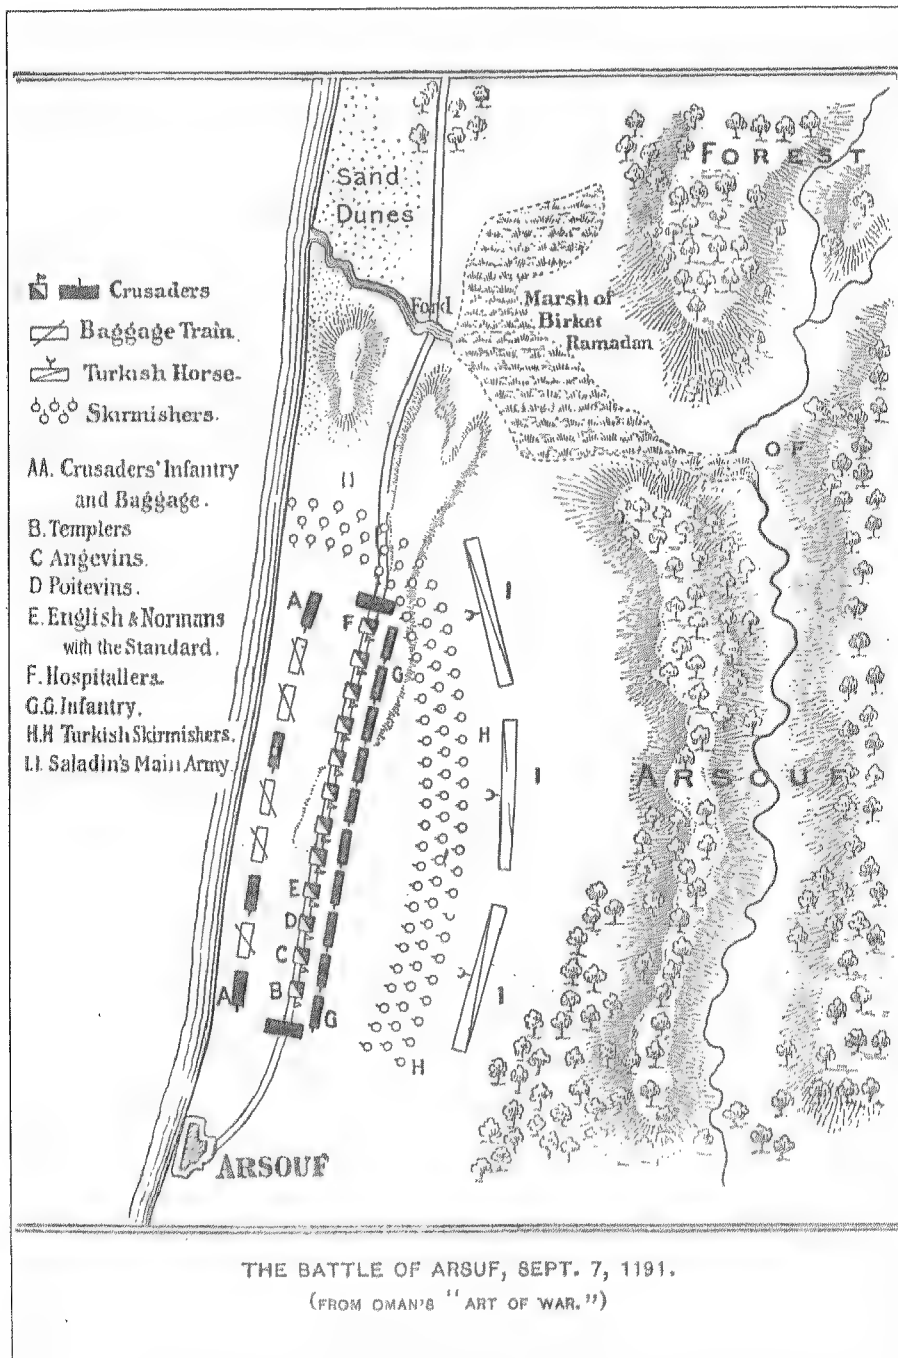 FOREST
Sand
Dunes
Ford
Marsh of
Birket
Ramadan
Crusaders
Baggage Train.
Turkish Horse.
Skirmishers.
OF
AA. Crusaders' Infantry
and Baggage.
B. Templers
C Angevins.
D Poitevins.
E. English & Normans
with the Standard.
F. Hospitallers.
G.G. Infantry.
H.H Turkish Skirmishers.
I.I. Saladin's Main Army.
I
A
F
G
H
I
ARSOUF
E
D
C
B
A
G
I
H
ARSOUF
THE BATTLE OF ARSUF, SEPT. 7, 1191.
(FROM OMAN'S "ART OF WAR.")